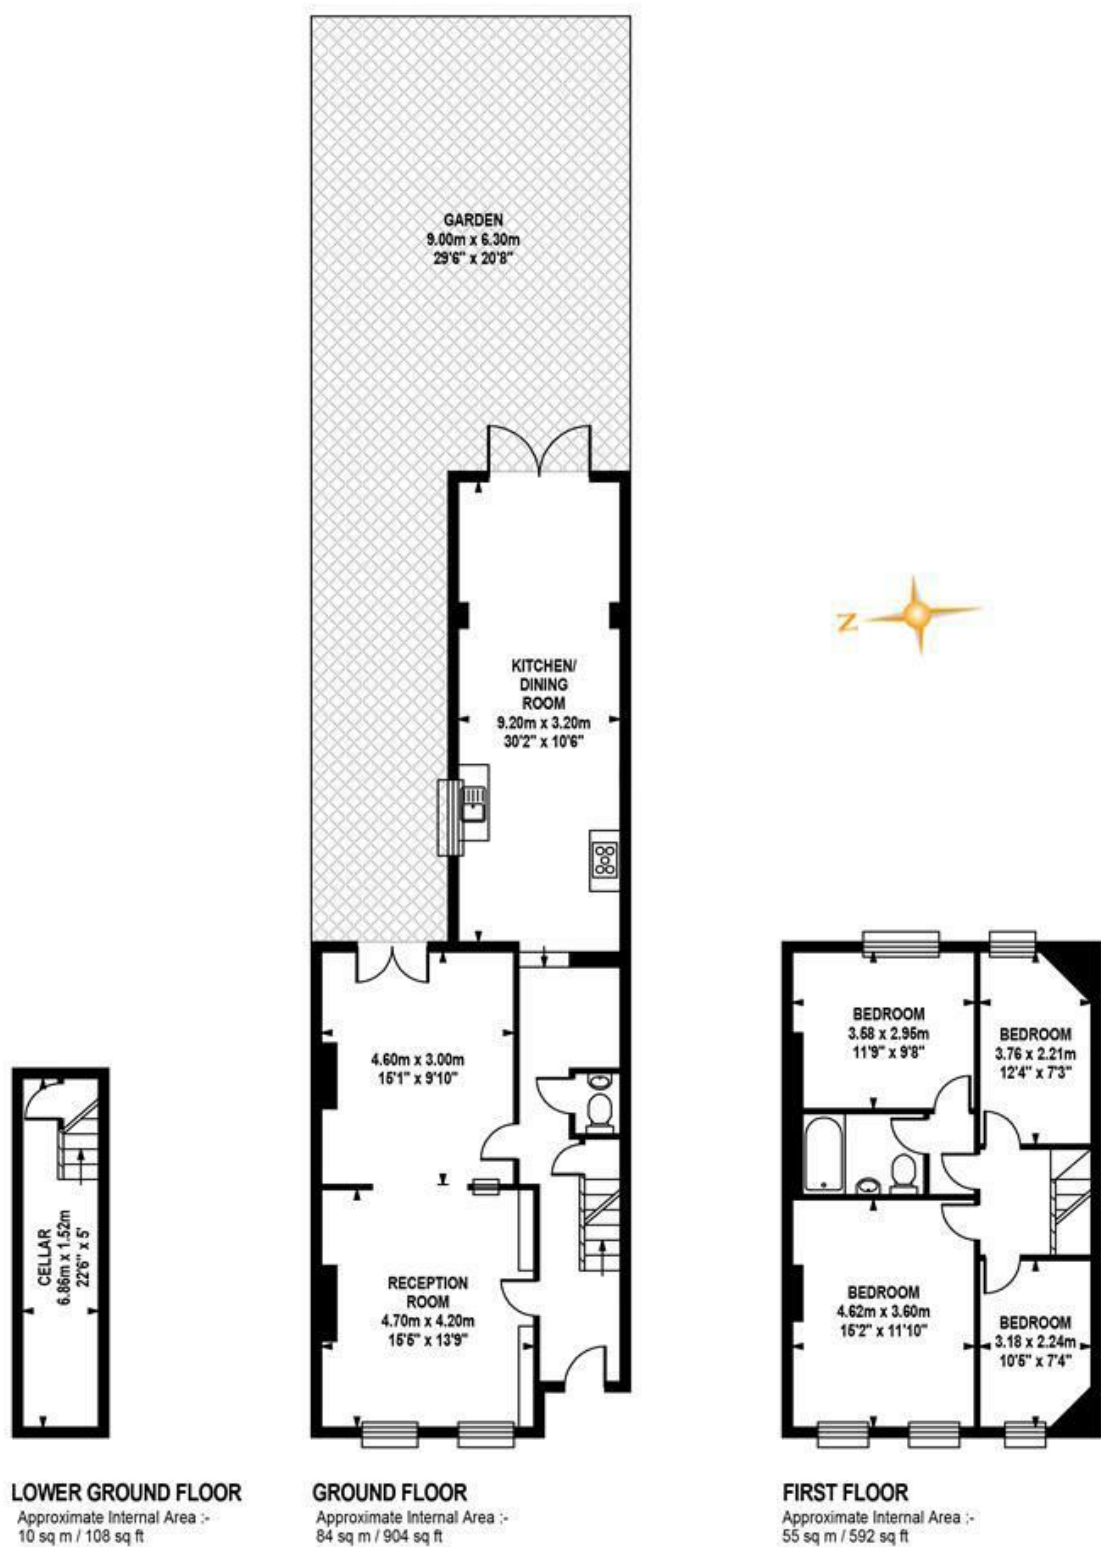 GARDEN
9.00m x 6.30m
29'6" x 20'8"
KITCHEN/
DINING
ROOM
9.20m x 3.20m
30'2" x 10'6"
N
4.60m x 3.00m
15'1" x 9'10"
RECEPTION
ROOM
4.70m x 4.20m
15'5" x 13'9"
CELLAR
6.86m x 1.52m
22'6" x 5'
BEDROOM
3.58 x 2.95m
11'9" x 9'8"
BEDROOM
3.76 x 2.21m
12'4" x 7'3"
BEDROOM
4.62m x 3.60m
15'2" x 11'10"
BEDROOM
3.18 x 2.24m
10'5" x 7'4"
LOWER GROUND FLOOR
Approximate Internal Area :-
10 sq m / 108 sq ft
GROUND FLOOR
Approximate Internal Area :-
84 sq m / 904 sq ft
FIRST FLOOR
Approximate Internal Area :-
55 sq m / 592 sq ft